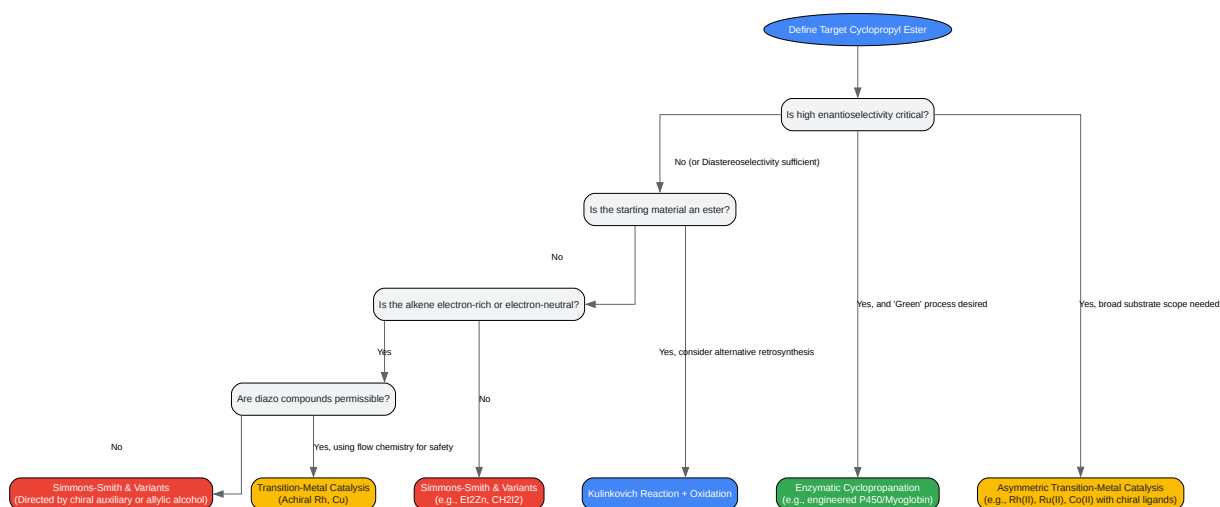 Define Target Cyclopropyl Ester
Is high enantioselectivity critical?
No (or Diastereoselectivity sufficient)
Is the starting material an ester?
No
Is the alkene electron-rich or electron-neutral?
Yes, and 'Green' process desired
Yes, broad substrate scope needed
Yes
Yes, consider alternative retrosynthesis
Are diazo compounds permissible?
No
No
Yes, using flow chemistry for safety
Simmons-Smith & Variants
(Directed by chiral auxiliary or allylic alcohol)
Transition-Metal Catalysis
(Achiral Rh, Cu)
Simmons-Smith & Variants
(e.g., Et2Zn, CH2I2)
Kulinkovich Reaction + Oxidation
Enzymatic Cyclopropanation
(e.g., engineered P450/Myoglobin)
Asymmetric Transition-Metal Catalysis
(e.g., Rh(II), Ru(II), Co(II) with chiral ligands)